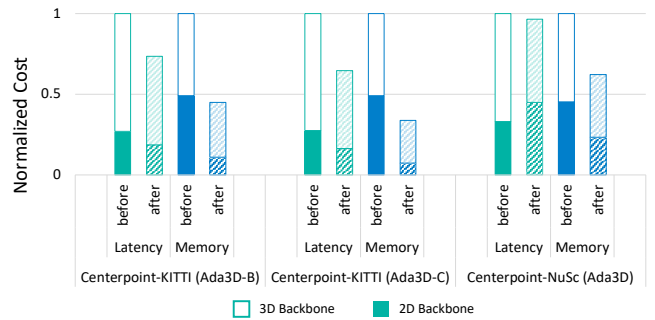 Normalized Cost
1
0.5
0
before after before after before after before after before after before after
Latency Memory Latency Memory Latency Memory
Centerpoint-KITTI (Ada3D-B) Centerpoint-KITTI (Ada3D-C) Centerpoint-NuSc (Ada3D)
3D Backbone 2D Backbone